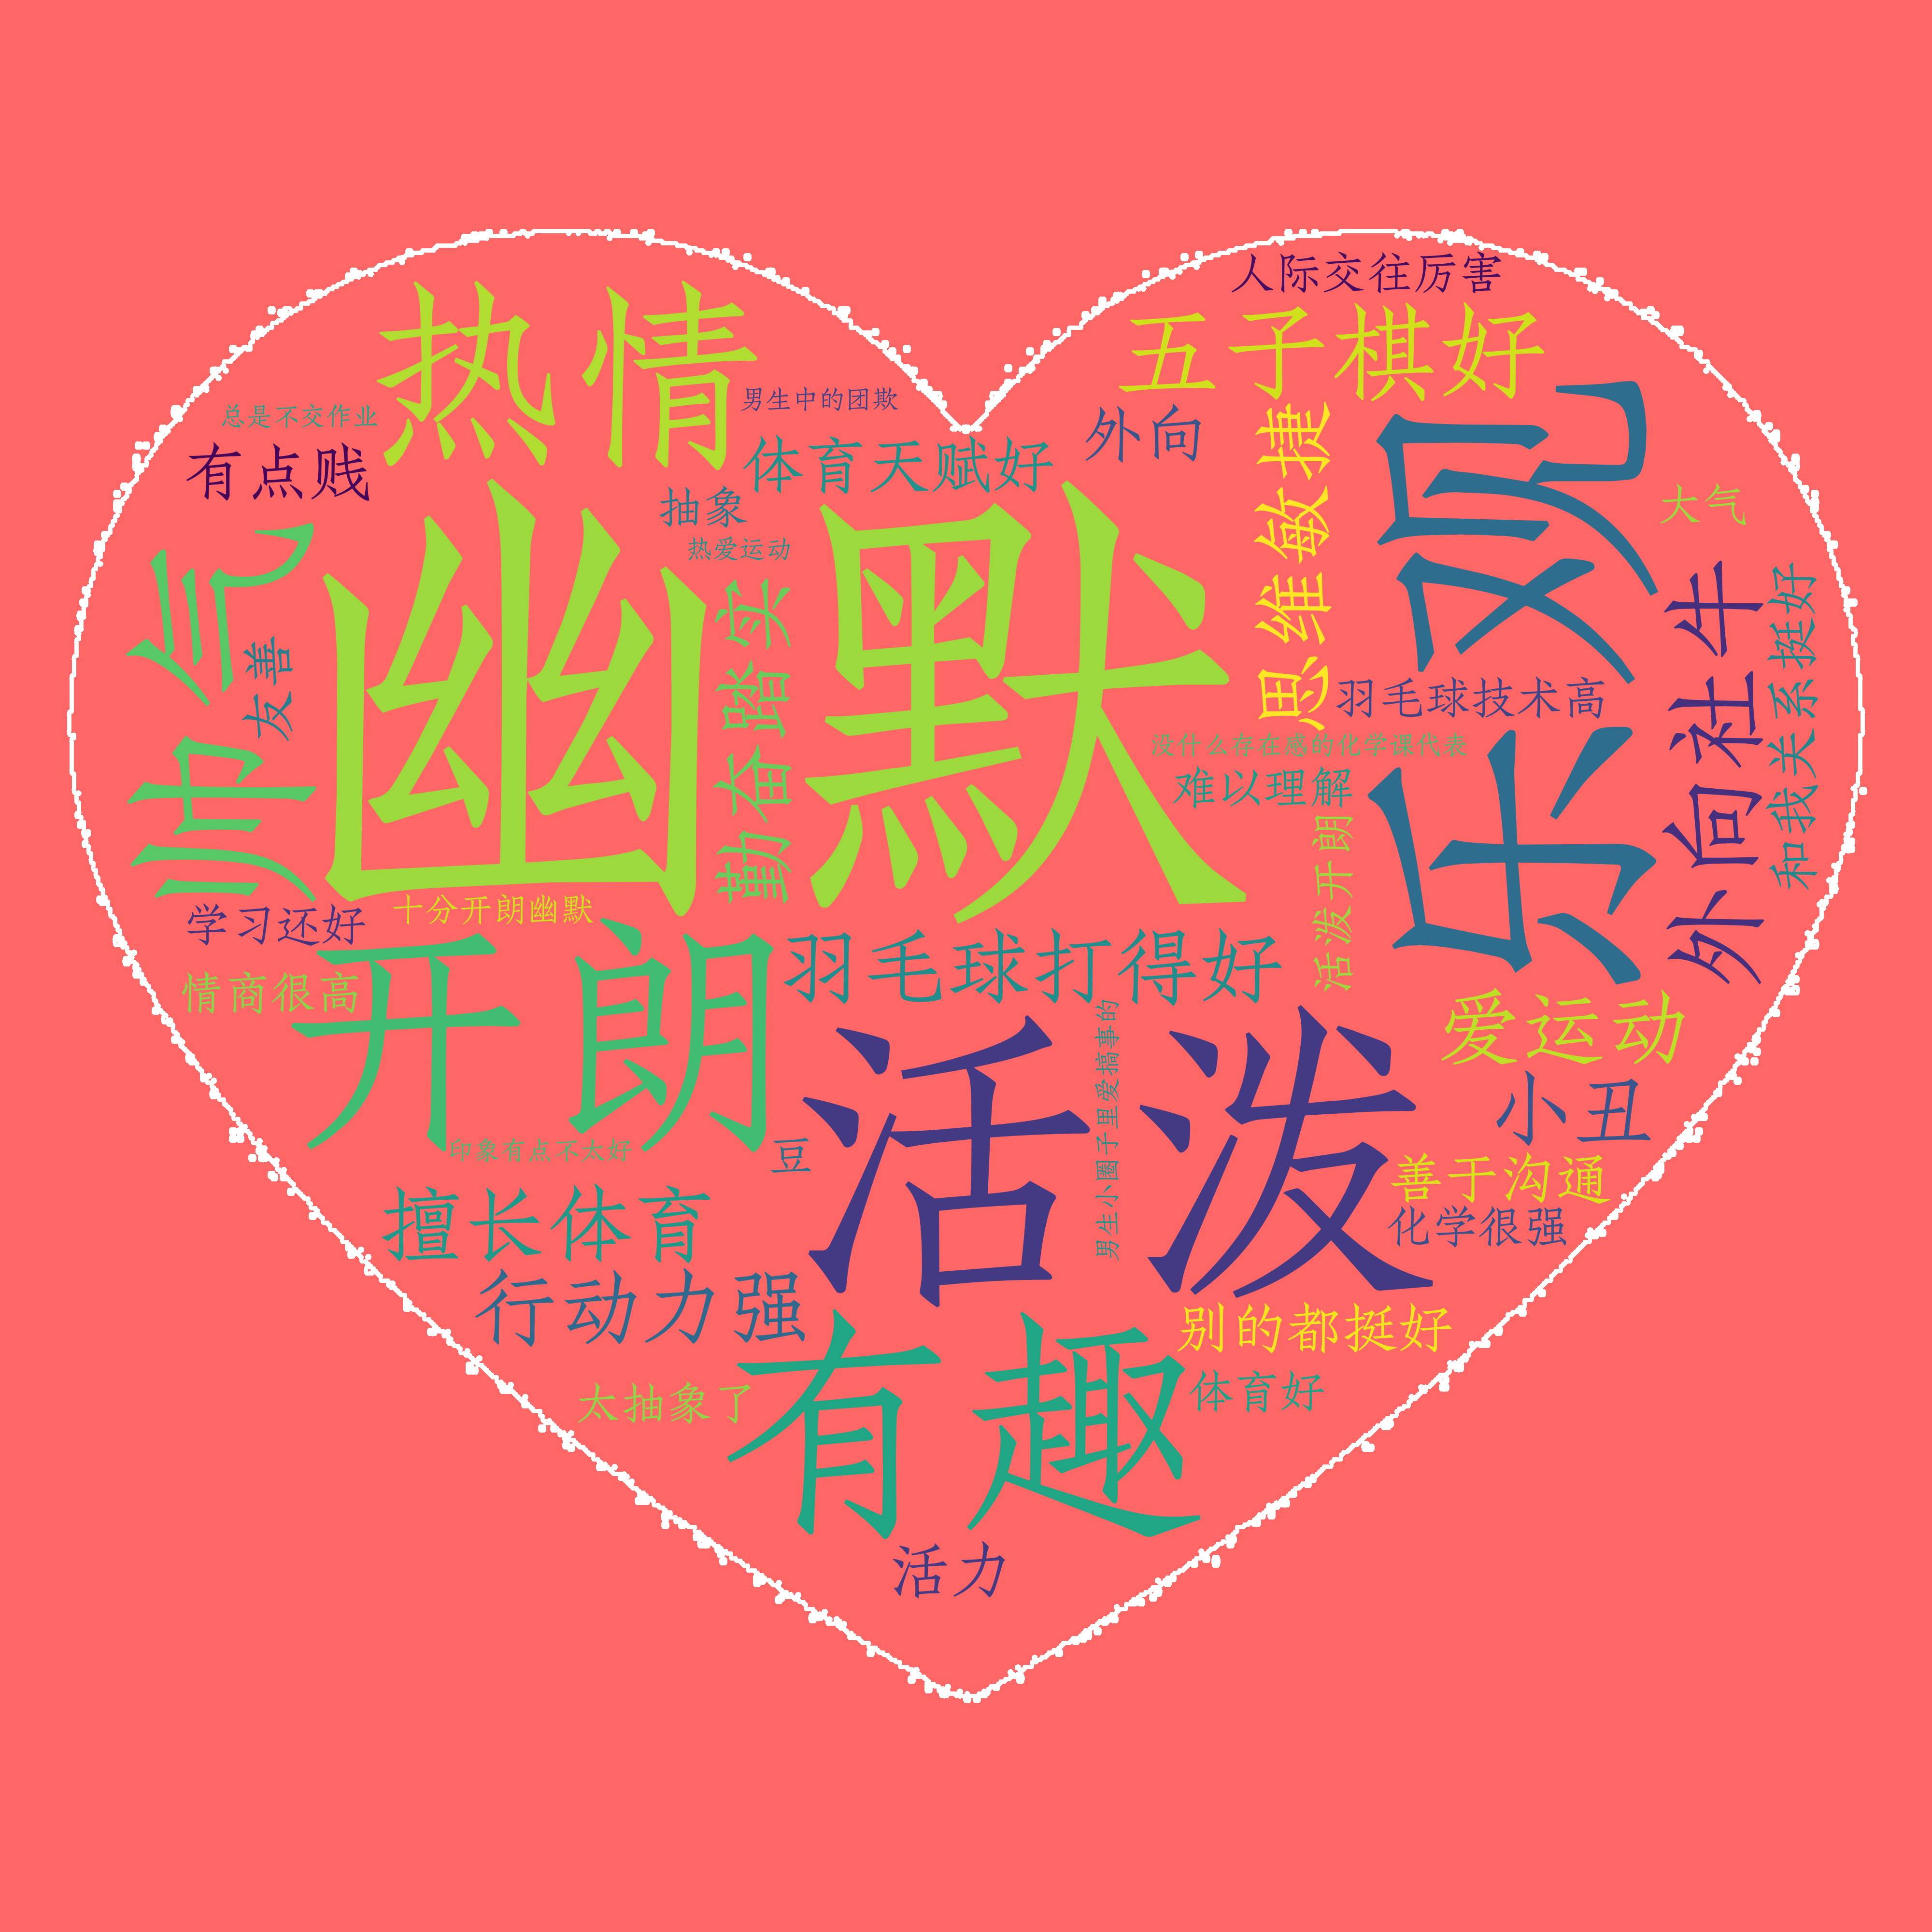 人际交往厉害
热情
五子棋好
男生中的团欺
总是不交作业
外向
有点贱
体育天赋好
思维敏捷
乐观
抽象
大气
热爱运动
幽默
勇气
友善
勤奋踏实
外向社牛
和我关系挺好
羽毛球技术高
没什么存在感的化学课代表
难以理解
活泼开朗
十分开朗幽默
学习还好
开朗
羽毛球打得好
情商很高
爱运动
男生小圈子里爱搞事的
活泼
小丑
印象有点不太好
豆
善于沟通
擅长体育
化学很强
行动力强
别的都挺好
有趣
体育好
太抽象了
活力